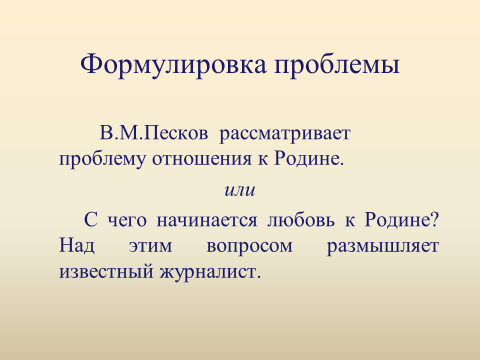 Формулировка проблемы
В.М.Песков рассматривает
проблему отношения к Родине.
или
С чего начинается любовь к Родине?
Над этим вопросом размышляет
известный журналист.